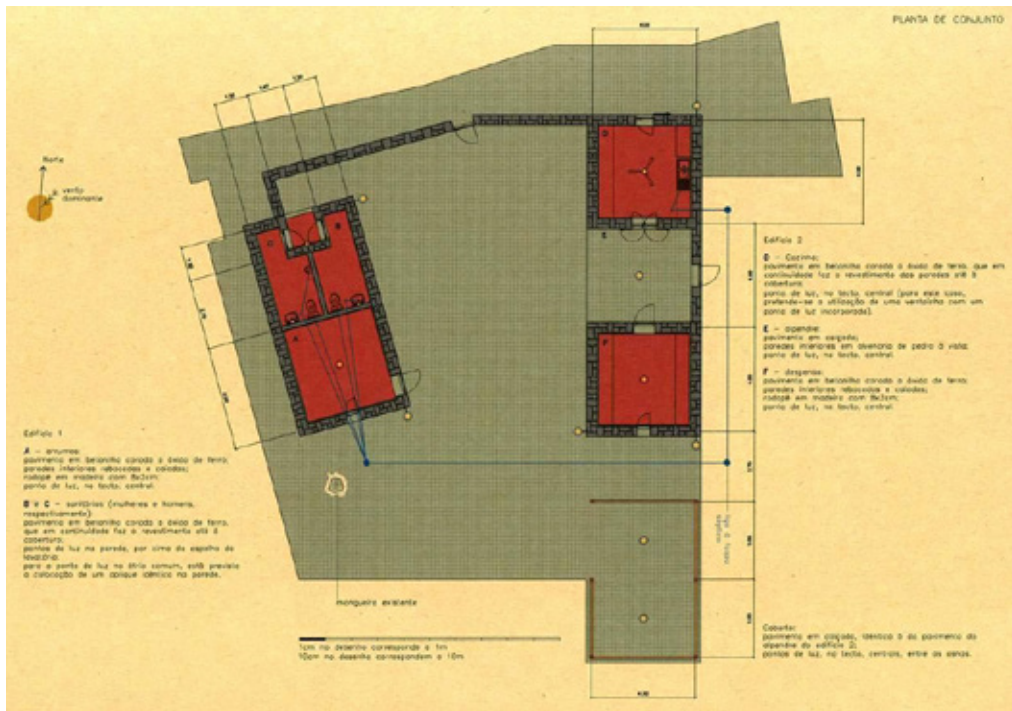 PLANTA DE CONJUNTO
Norte
vento
dominante
Edifício 1
A - arrumos:
pavimento em betonilha corada a óxido de ferro;
paredes interiores rebocadas e caiadas;
rodapé em madeira com 8x2cm;
ponto de luz, no tecto, central.
B e C - sanitários (mulheres e homens,
respectivamente):
pavimento em betonilha corada a óxido de ferro,
que em continuidade faz o revestimento até à
cobertura;
pontos de luz na parede, por cima do espelho do
lavatório;
para o ponto de luz no átrio comum, está prevista
a colocação de um aplique idêntico na parede.
Edifício 2
D - Cozinha:
pavimento em betonilha corada a óxido de ferro, que em
continuidade faz o revestimento das paredes até à
cobertura;
ponto de luz, no tecto, central (para este caso,
pretende-se a utilização de uma ventoinha com um
ponto de luz incorporado).
E - alpendre:
pavimento em calçada;
paredes interiores em alvenaria de pedra à vista;
ponto de luz, no tecto, central.
F - despensa:
pavimento em betonilha corada a óxido de ferro;
paredes interiores rebocadas e caiadas;
rodapé em madeira com 8x2cm;
ponto de luz, no tecto, central.
A
B
C
D
E
F
liga à fossa
séptica
mangueira existente
1cm no desenho corresponde a 1m
10cm no desenho correspondem a 10m.
Coberto:
pavimento em calçada, idêntico à do pavimento do
alpendre do edifício 2;
pontos de luz, no tecto, centrais, entre as asnas.